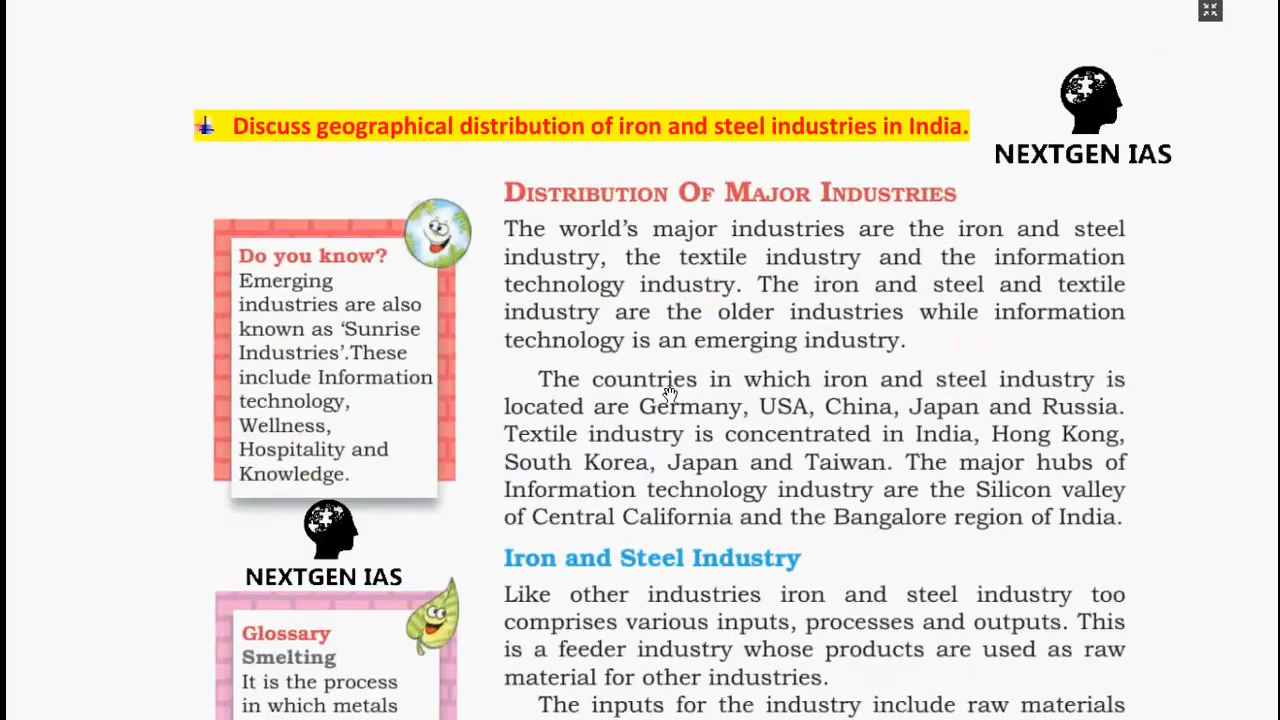 Discuss geographical distribution of iron and steel industries in India.
NEXTGEN IAS
DISTRIBUTION OF MAJOR INDUSTRIES
The world's major industries are the iron and steel
industry, the textile industry and the information
technology industry. The iron and steel and textile
industry are the older industries while information
technology is an emerging industry.
The countries in which iron and steel industry is
located are Germany, USA, China, Japan and Russia.
Textile industry is concentrated in India, Hong Kong,
South Korea, Japan and Taiwan. The major hubs of
Information technology industry are the Silicon valley
of Central California and the Bangalore region of India.
Iron and Steel Industry
Like other industries iron and steel industry too
comprises various inputs, processes and outputs. This
is a feeder industry whose products are used as raw
material for other industries.
The inputs for the industry include raw materials
Do you know?
Emerging
industries are also
known as 'Sunrise
Industries'.These
include Information
technology,
Wellness,
Hospitality and
Knowledge.
NEXTGEN IAS
Glossary
Smelting
It is the process
in which metals